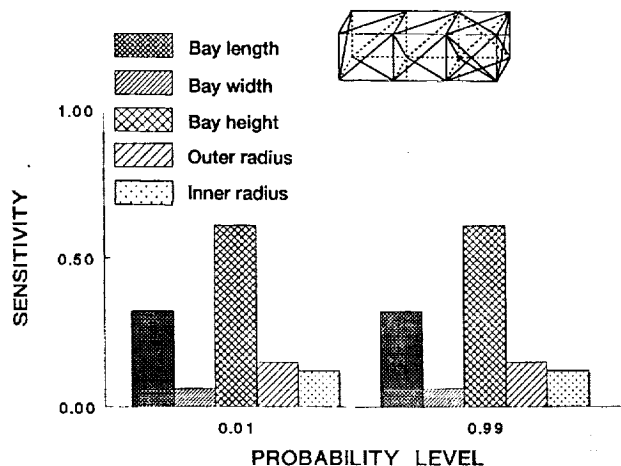 Bay length
Bay width
Bay height
Outer radius
Inner radius
1.00
0.50
0.00
SENSITIVITY
0.01
0.99
PROBABILITY LEVEL